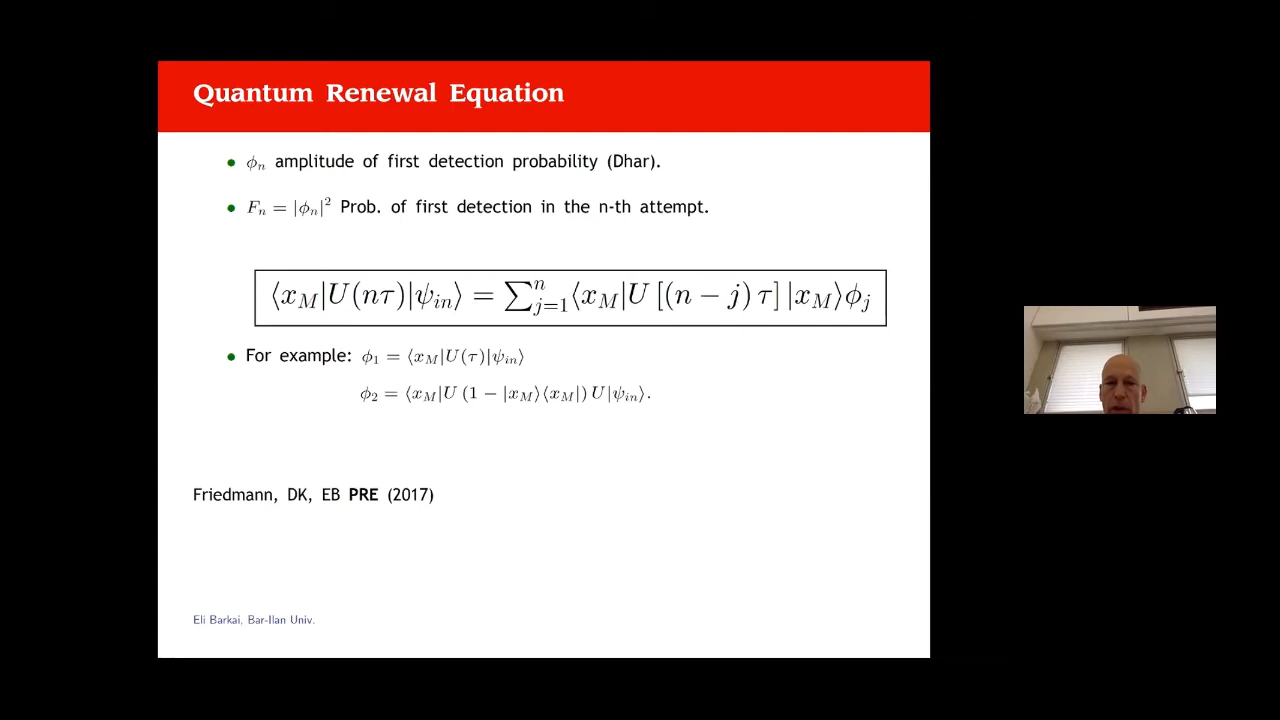 Quantum Renewal Equation
• ϕ_n amplitude of first detection probability (Dhar).
• F_n = |ϕ_n|² Prob. of first detection in the n-th attempt.
⟨x_M|U(nτ)|ψ_in⟩ = ∑_{j=1}^{n}⟨x_M|U [(n − j) τ] |x_M⟩ϕ_j
• For example: ϕ_1 = ⟨x_M|U(τ)|ψ_in⟩
ϕ_2 = ⟨x_M|U (1 − |x_M⟩⟨x_M|) U|ψ_in⟩.
Friedmann, DK, EB PRE (2017)
Eli Barkai, Bar-Ilan Univ.